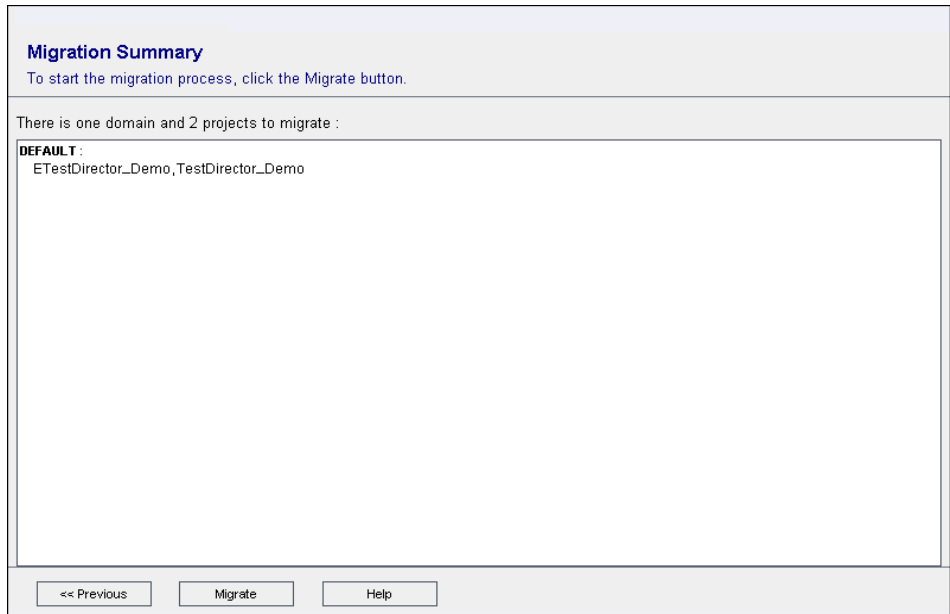 Migration Summary
To start the migration process, click the Migrate button.
There is one domain and 2 projects to migrate :
DEFAULT :
ETestDirector_Demo,TestDirector_Demo
<< Previous
Migrate
Help